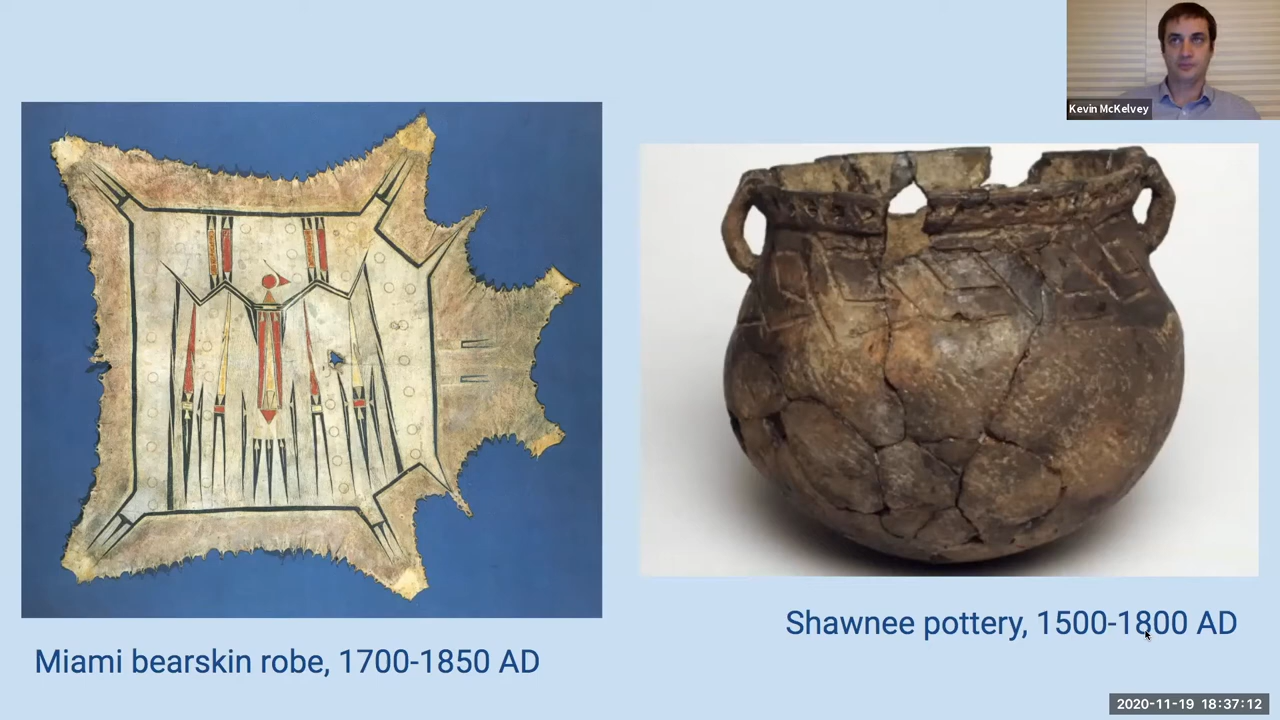 Kevin McKelvey
Shawnee pottery, 1500-1800 AD
Miami bearskin robe, 1700-1850 AD
2020-11-19 18:37:12